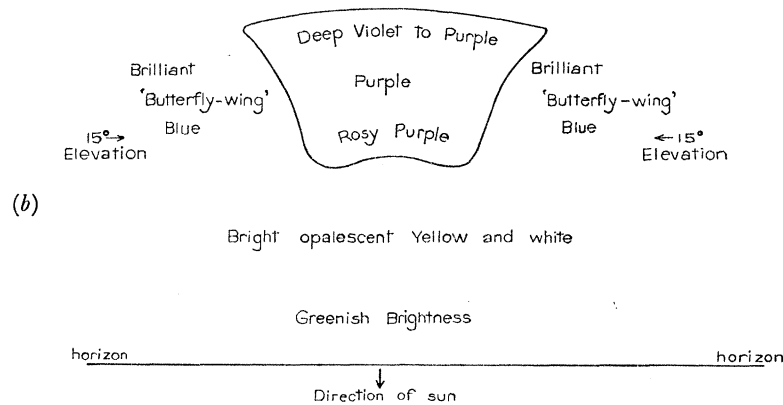 Deep Violet to Purple
Brilliant
'Butterfly-wing'
Blue
Purple
Brilliant
'Butterfly-wing'
Blue
Rosy Purple
15°→
Elevation
←15°
Elevation
(b)
Bright opalescent Yellow and white
Greenish Brightness
horizon
horizon
Direction of sun